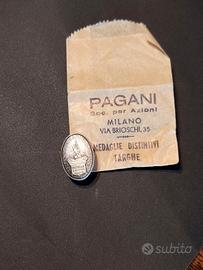 PAGANI
Soc. per Azioni
MILANO
VIA BRIOSCHI, 35
MEDAGLIE DISTINTIVI
TARGHE
subito